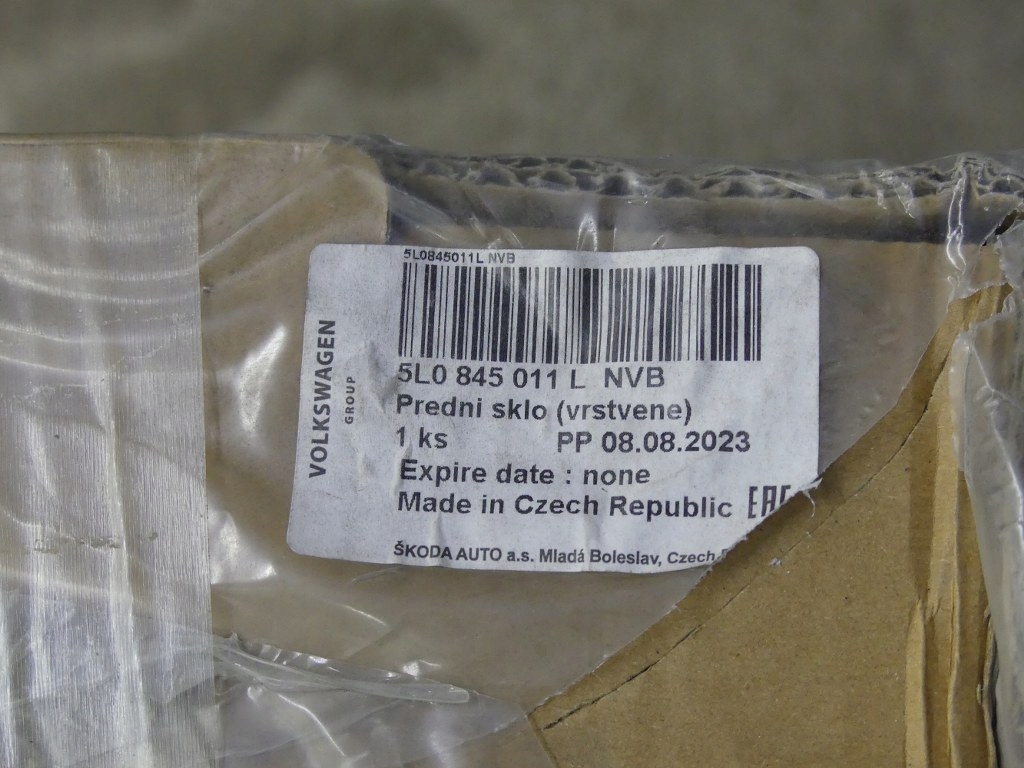 5L0845011L NVB
VOLKSWAGEN
GROUP
5L0 845 011 L NVB
Predni sklo (vrstvene)
1 ks PP 08.08.2023
Expire date : none
Made in Czech Republic EAC
ŠKODA AUTO a.s. Mladá Boleslav, Czech